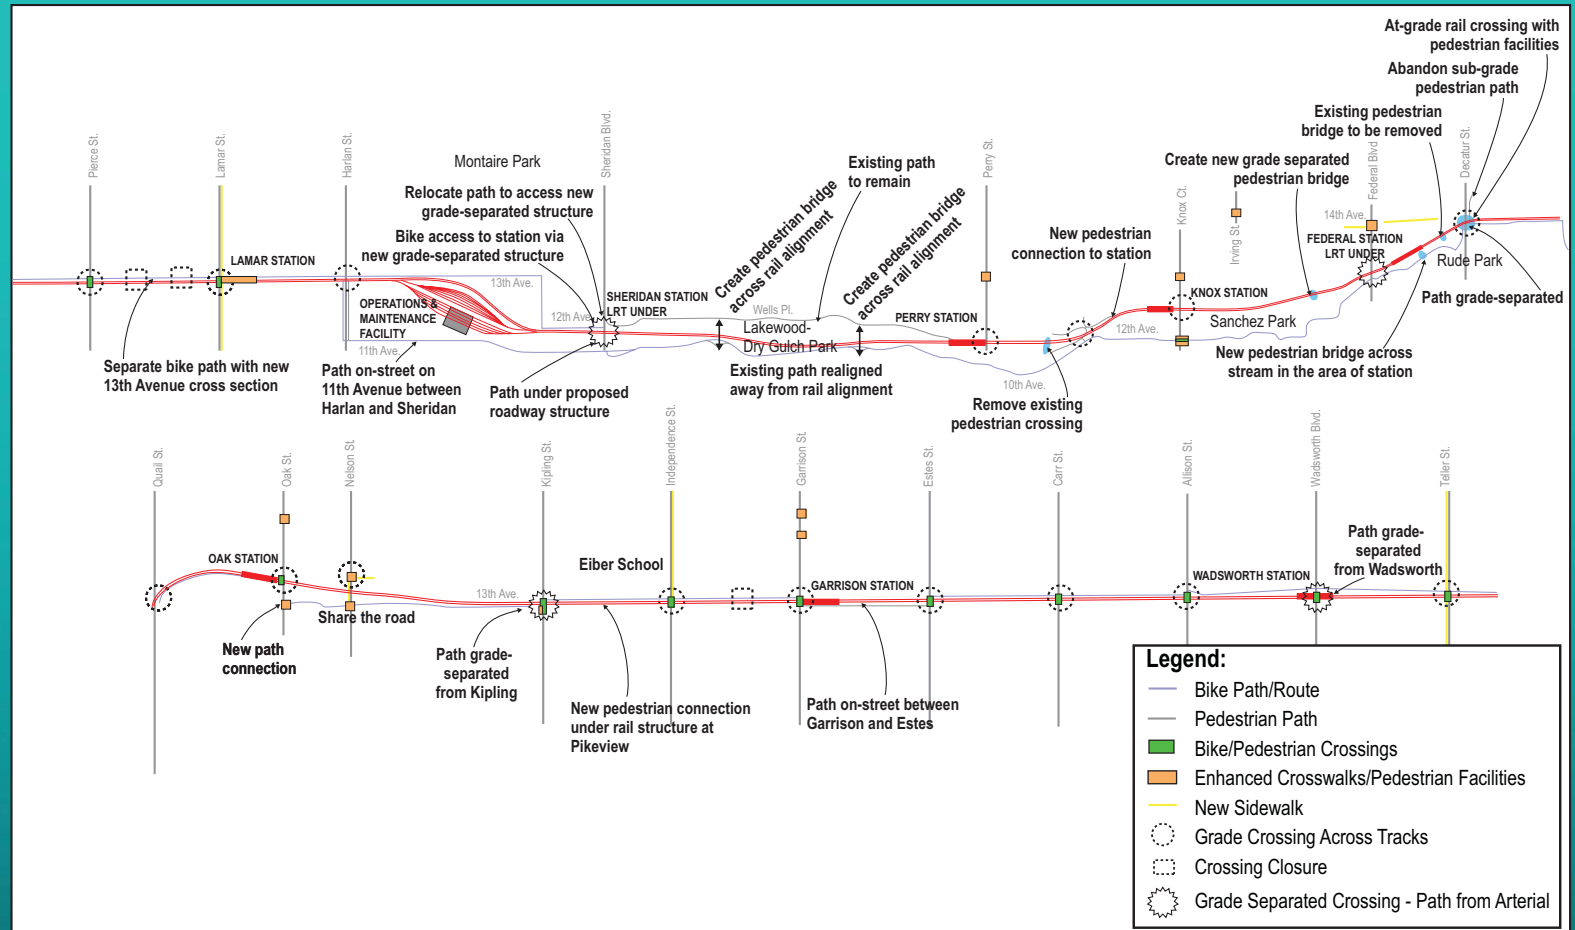 At-grade rail crossing with
pedestrian facilities
Abandon sub-grade
pedestrian path
Existing pedestrian
bridge to be removed
Create new grade separated
pedestrian bridge
Pierce St.
Lamar St.
Harlan St.
Sheridan Blvd.
Perry St.
Knox Ct.
Irving St
Federal Blvd
Decatur St.
Montaire Park
Relocate path to access new
grade-separated structure
Bike access to station via
new grade-separated structure
Create pedestrian bridge
across rail alignment
Existing path
to remain
Create pedestrian bridge
across rail alignment
New pedestrian
connection to station
14th Ave.
FEDERAL STATION
LRT UNDER
Rude Park
Path grade-separated
LAMAR STATION
13th Ave.
OPERATIONS &
MAINTENANCE
FACILITY
12th Ave.
SHERIDAN STATION
LRT UNDER
Wells Pl.
Lakewood-
Dry Gulch Park
PERRY STATION
KNOX STATION
12th Ave.
Sanchez Park
11th Ave.
10th Ave.
Separate bike path with new
13th Avenue cross section
Path on-street on
11th Avenue between
Harlan and Sheridan
Path under proposed
roadway structure
Existing path realigned
away from rail alignment
Remove existing
pedestrian crossing
New pedestrian bridge across
stream in the area of station
Quail St.
Oak St.
Nelson St.
Kipling St.
Independence St.
Garrison St.
Estes St.
Carr St.
Allison St.
Wadsworth Blvd.
Teller St.
OAK STATION
13th Ave.
Eiber School
GARRISON STATION
WADSWORTH STATION
Path grade-
separated
from Wadsworth
Share the road
New path
connection
Path grade-
separated
from Kipling
New pedestrian connection
under rail structure at
Pikeview
Path on-street between
Garrison and Estes
Legend:
Bike Path/Route
Pedestrian Path
Bike/Pedestrian Crossings
Enhanced Crosswalks/Pedestrian Facilities
New Sidewalk
Grade Crossing Across Tracks
Crossing Closure
Grade Separated Crossing - Path from Arterial